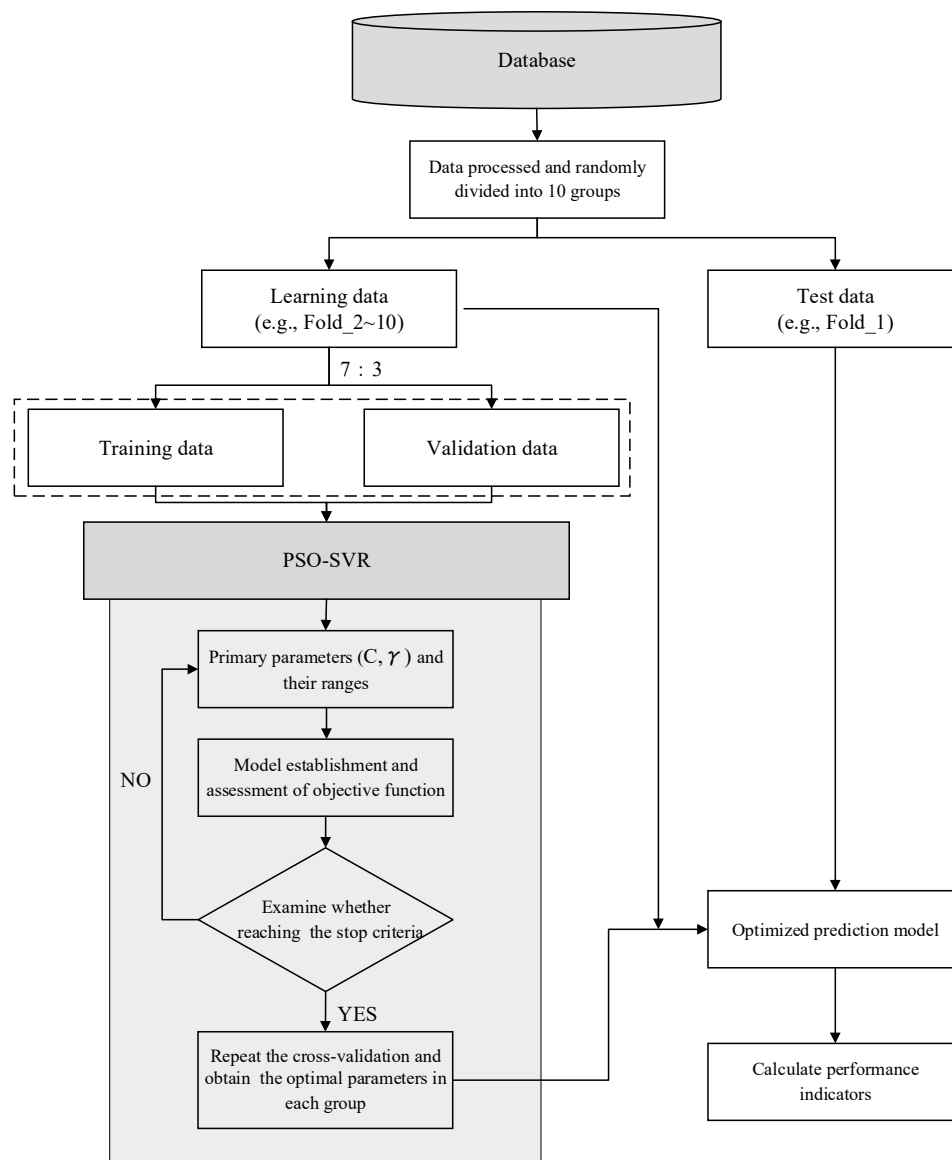 Database
Data processed and randomly
divided into 10 groups
Learning data
(e.g., Fold_2~10)
Test data
(e.g., Fold_1)
7 : 3
Training data
Validation data
PSO-SVR
Primary parameters (C, γ ) and
their ranges
Model establishment and
assessment of objective function
NO
Examine whether
reaching the stop criteria
YES
Optimized prediction model
Repeat the cross-validation and
obtain the optimal parameters in
each group
Calculate performance
indicators